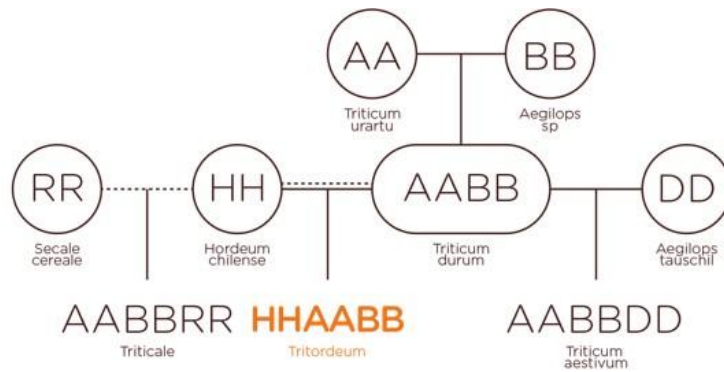 AA
BB
Triticum
urartu
Aegilops
sp
RR
HH
AABB
DD
Secale
cereale
Hordeum
chilense
Triticum
durum
Aegilops
tauschil
AABBRR
HHAABB
AABBDD
Triticale
Tritordeum
Triticum
aestivum